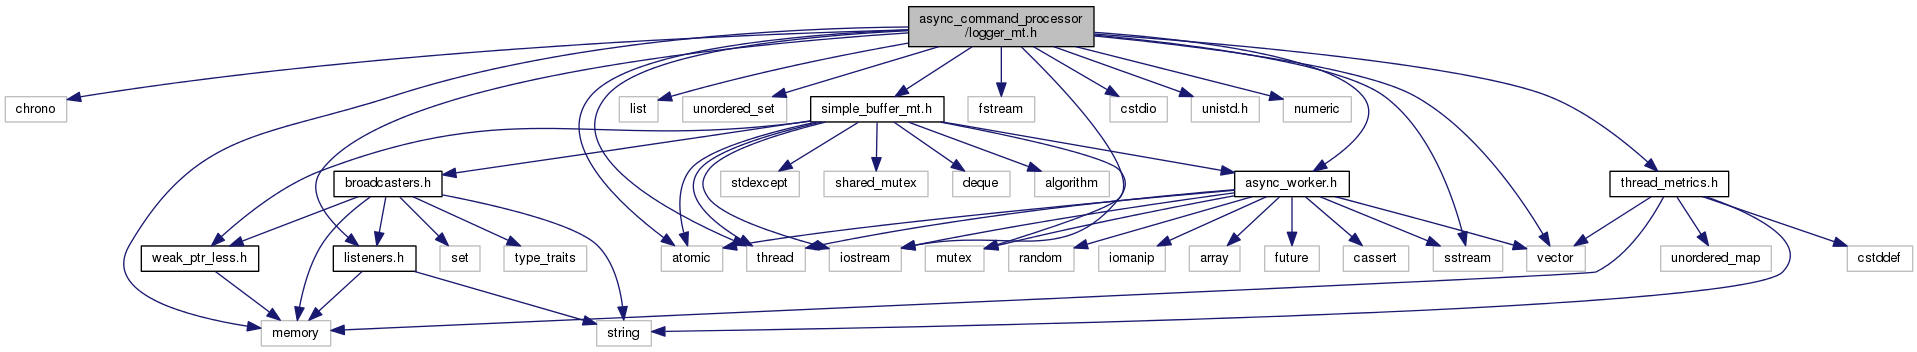 async_command_processor
/logger_mt.h
chrono
list
unordered_set
simple_buffer_mt.h
fstream
cstdio
unistd.h
numeric
broadcasters.h
stdexcept
shared_mutex
deque
algorithm
async_worker.h
thread_metrics.h
weak_ptr_less.h
listeners.h
set
type_traits
atomic
thread
iostream
mutex
random
iomanip
array
future
cassert
sstream
vector
unordered_map
cstddef
memory
string